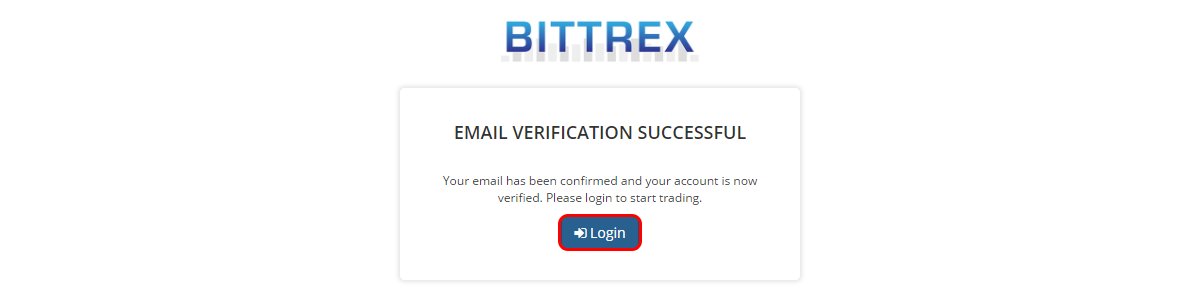 BITTREX
EMAIL VERIFICATION SUCCESSFUL
Your email has been confirmed and your account is now
verified. Please login to start trading.
Login